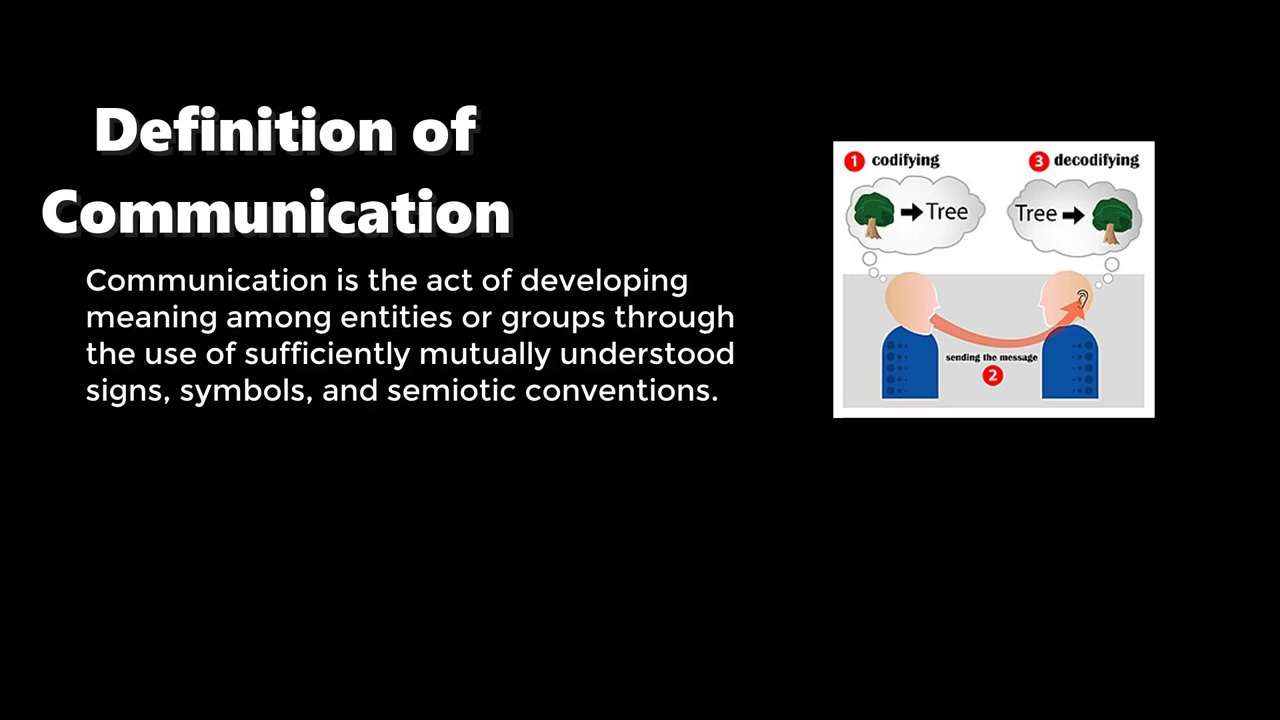 Definition of
Communication
Communication is the act of developing
meaning among entities or groups through
the use of sufficiently mutually understood
signs, symbols, and semiotic conventions.
1 codifying
3 decodifying
Tree
Tree
sending the message
2